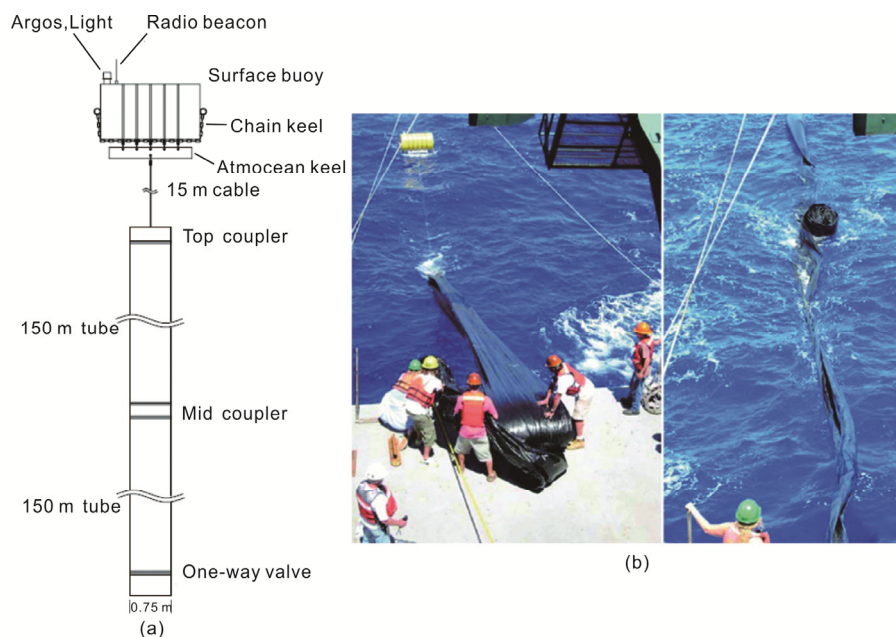 Argos,Light
Radio beacon
Surface buoy
Chain keel
Atmocean keel
15 m cable
Top coupler
150 m tube
Mid coupler
150 m tube
One-way valve
0.75 m
(a)
(b)